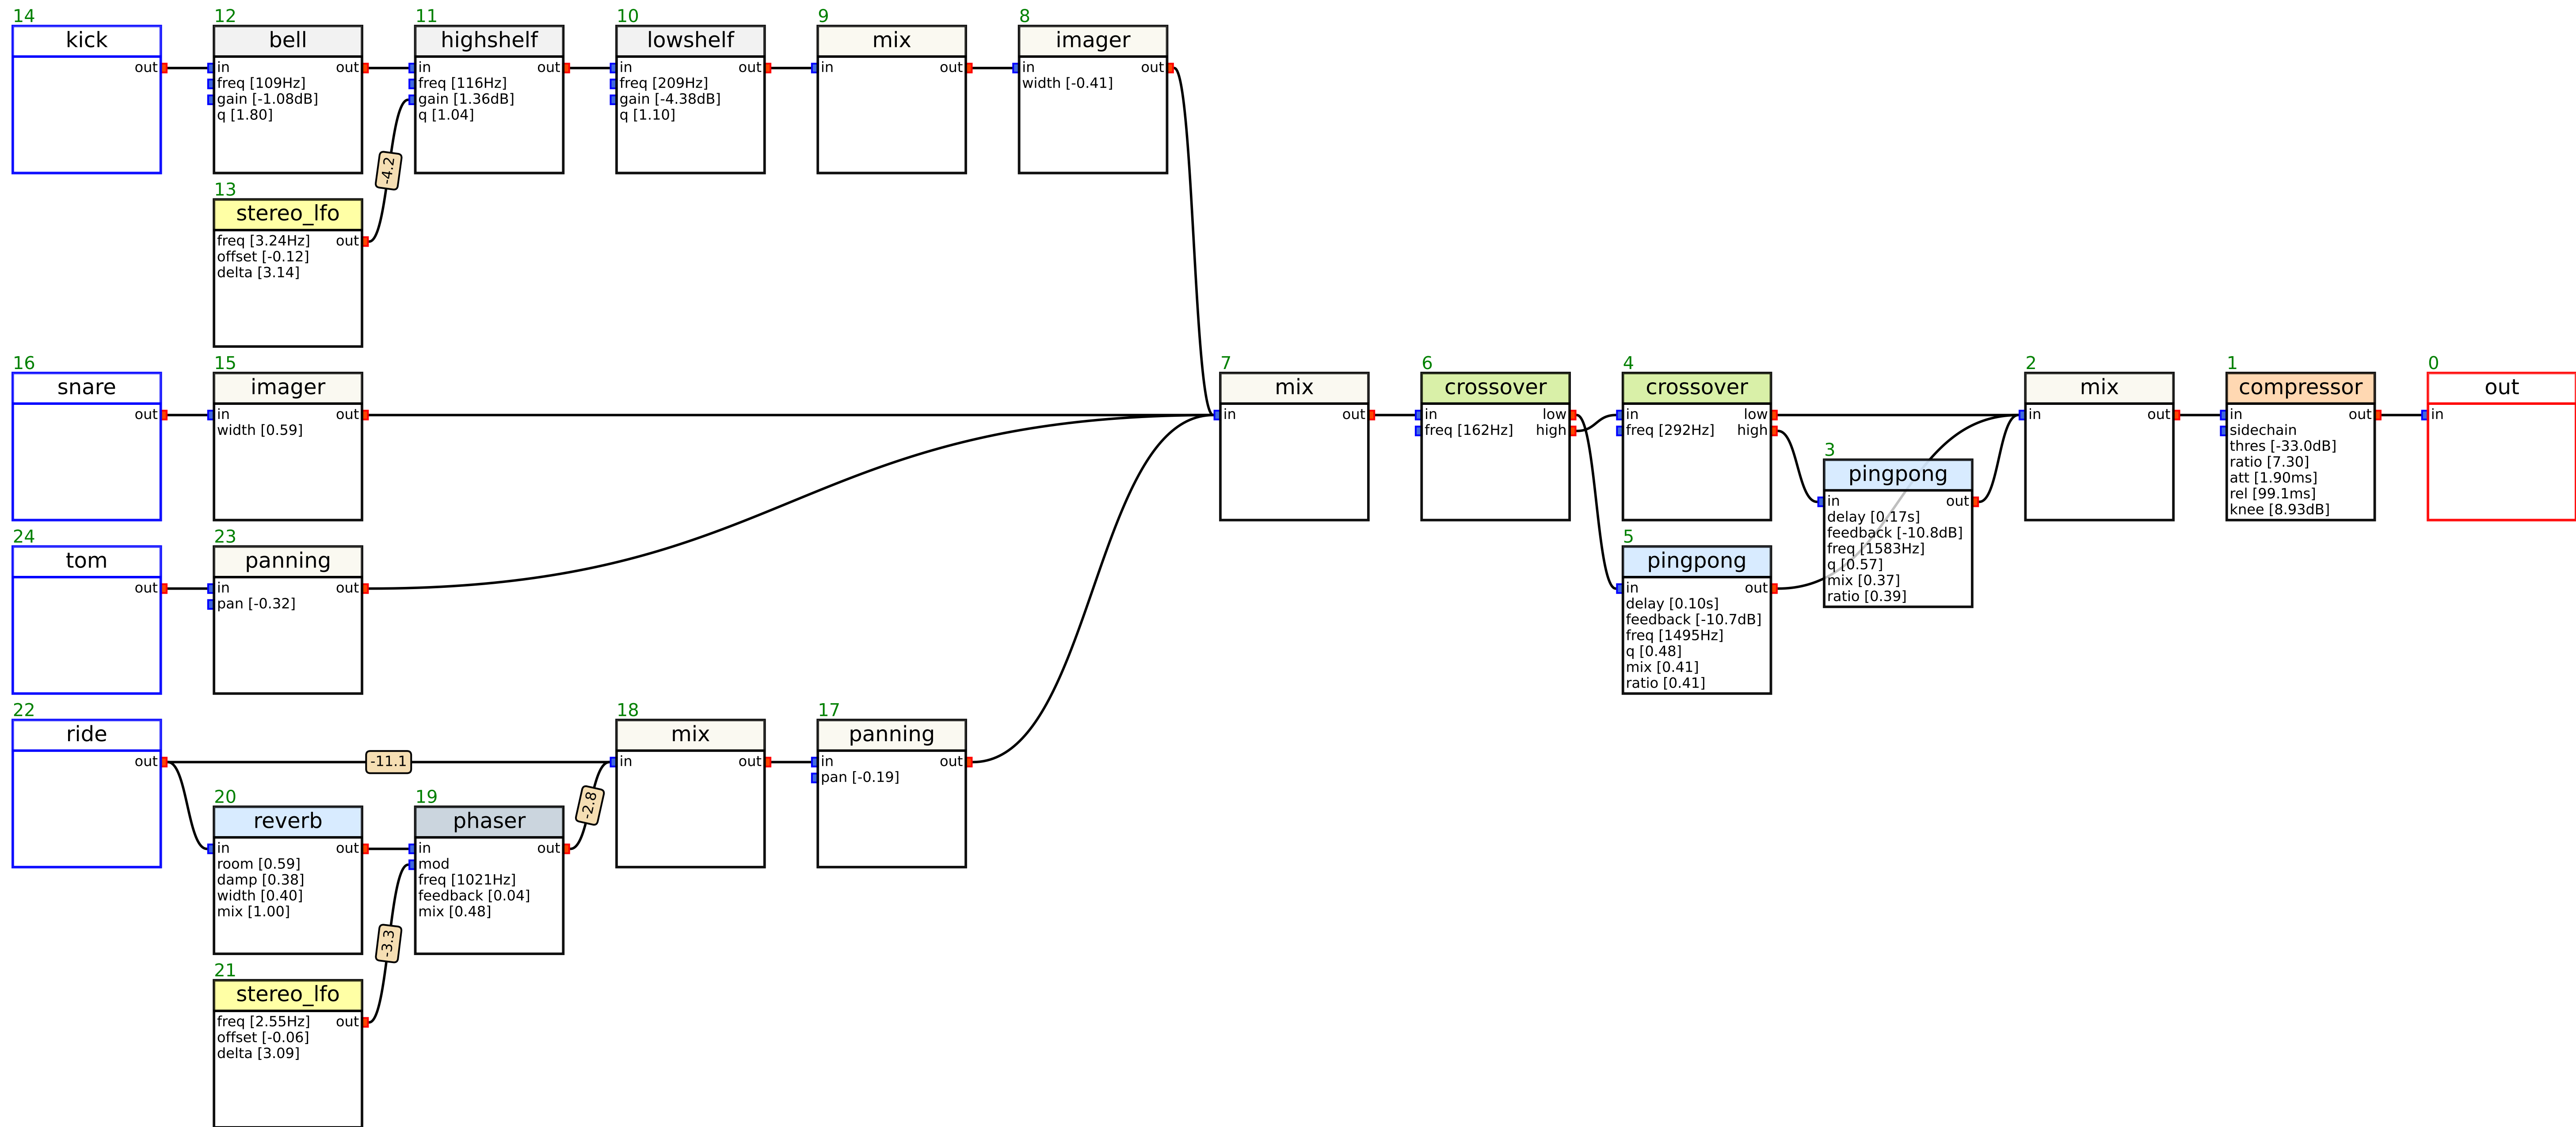 14
kick
out
12
bell
in out
freq [109Hz]
gain [-1.08dB]
q [1.80]
11
highshelf
in out
freq [116Hz]
gain [1.36dB]
q [1.04]
10
lowshelf
in out
freq [209Hz]
gain [-4.38dB]
q [1.10]
9
mix
in out
8
imager
in out
width [-0.41]
-4.2
13
stereo_lfo
freq [3.24Hz] out
offset [-0.12]
delta [3.14]
16
snare
out
15
imager
in out
width [0.59]
7
mix
in out
6
crossover
in low
freq [162Hz] high
4
crossover
in low
freq [292Hz] high
3
pingpong
in out
delay [0.17s]
feedback [-10.8dB]
freq [1583Hz]
q [0.57]
mix [0.37]
ratio [0.39]
2
mix
in out
1
compressor
in out
sidechain
thres [-33.0dB]
ratio [7.30]
att [1.90ms]
rel [99.1ms]
knee [8.93dB]
0
out
in
24
tom
out
23
panning
in out
pan [-0.32]
5
pingpong
in out
delay [0.10s]
feedback [-10.7dB]
freq [1495Hz]
q [0.48]
mix [0.41]
ratio [0.41]
22
ride
out
-11.1
18
mix
in out
17
panning
in out
pan [-0.19]
20
reverb
in out
room [0.59]
damp [0.38]
width [0.40]
mix [1.00]
19
phaser
in out
mod
freq [1021Hz]
feedback [0.04]
mix [0.48]
-2.8
-3.3
21
stereo_lfo
freq [2.55Hz] out
offset [-0.06]
delta [3.09]